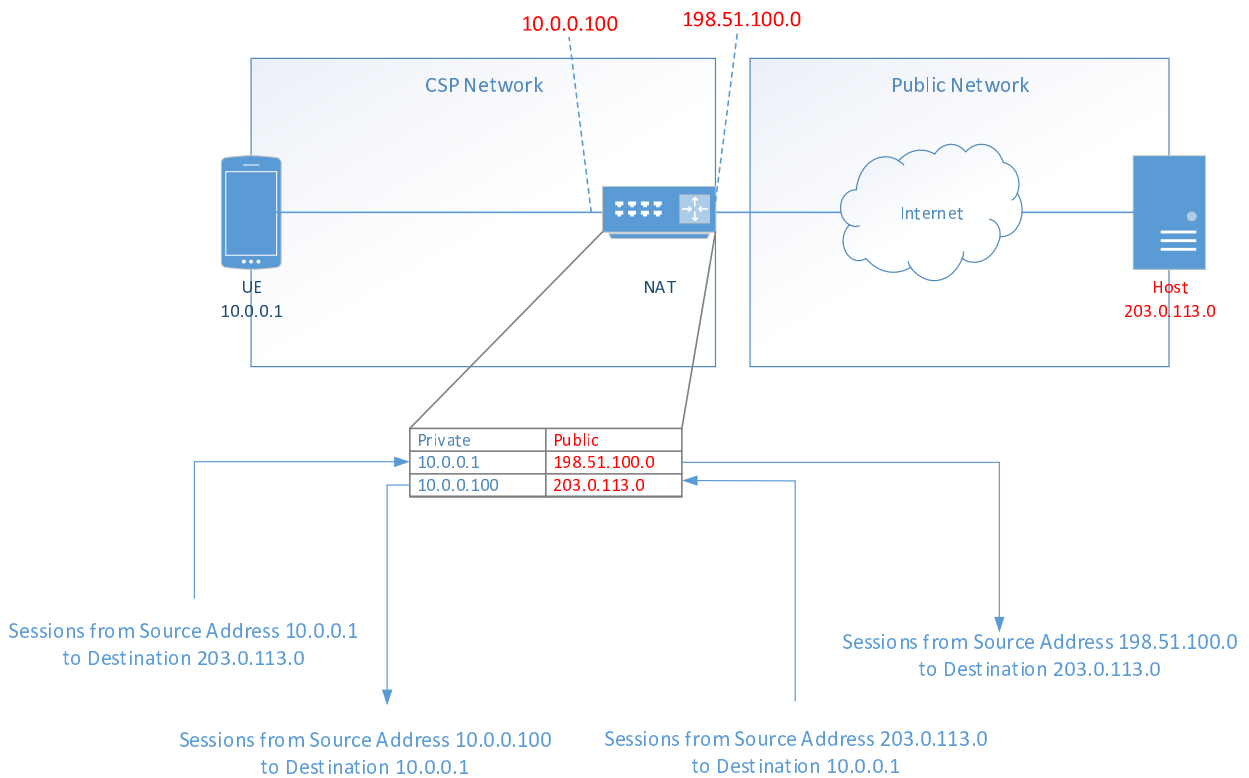 10.0.0.100
198.51.100.0
CSP Network
Public Network
Internet
UE
10.0.0.1
NAT
Host
203.0.113.0
Private Public
10.0.0.1 198.51.100.0
10.0.0.100 203.0.113.0
Sessions from Source Address 10.0.0.1
to Destination 203.0.113.0
Sessions from Source Address 198.51.100.0
to Destination 203.0.113.0
Sessions from Source Address 10.0.0.100
to Destination 10.0.0.1
Sessions from Source Address 203.0.113.0
to Destination 10.0.0.1